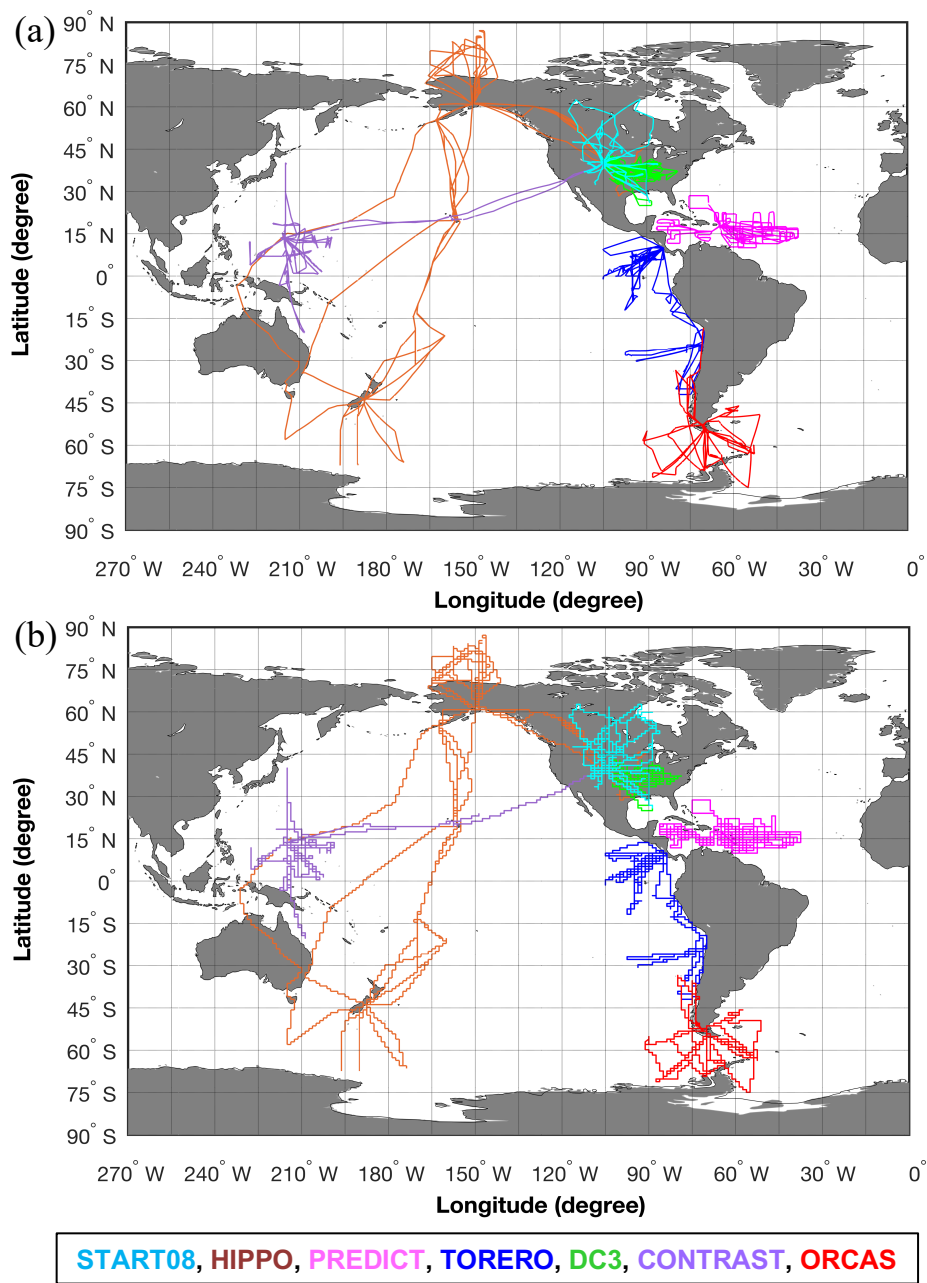 (a)
90° N
75° N
60° N
45° N
30° N
15° N
0°
15° S
30° S
45° S
60° S
75° S
90° S
Latitude (degree)
270° W 240° W 210° W 180° W 150° W 120° W 90° W 60° W 30° W 0°
Longitude (degree)
(b)
90° N
75° N
60° N
45° N
30° N
15° N
0°
15° S
30° S
45° S
60° S
75° S
90° S
Latitude (degree)
270° W 240° W 210° W 180° W 150° W 120° W 90° W 60° W 30° W 0°
Longitude (degree)
START08, HIPPO, PREDICT, TORERO, DC3, CONTRAST, ORCAS